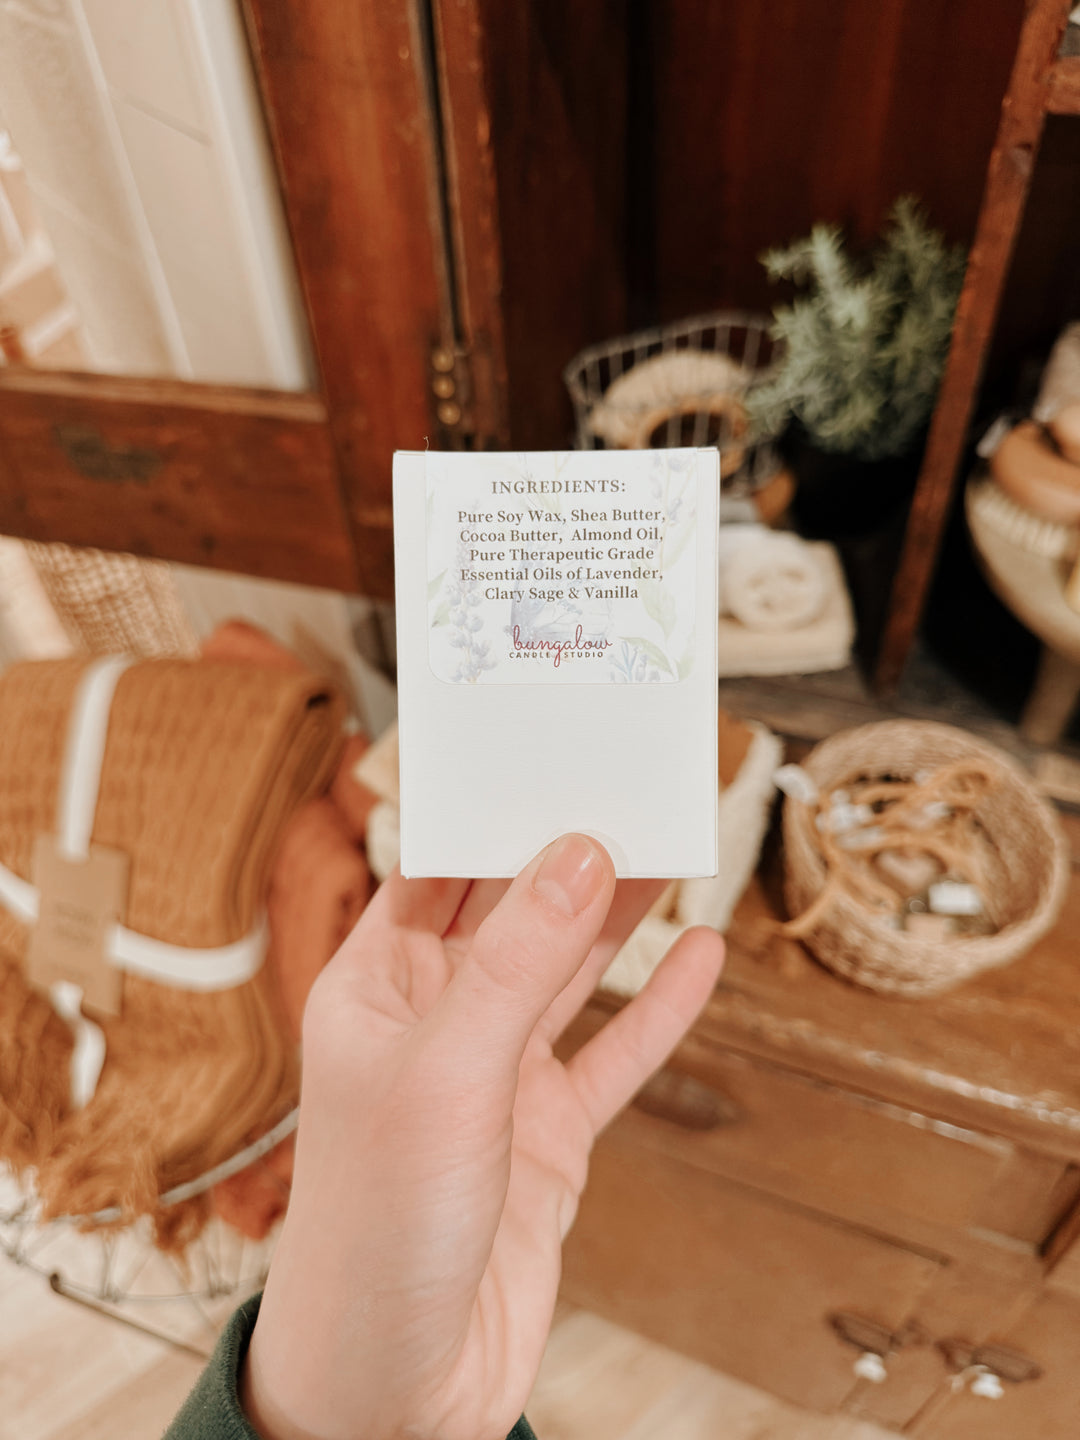 INGREDIENTS:
Pure Soy Wax, Shea Butter,
Cocoa Butter, Almond Oil,
Pure Therapeutic Grade
Essential Oils of Lavender,
Clary Sage & Vanilla
bungalow
CANDLE STUDIO